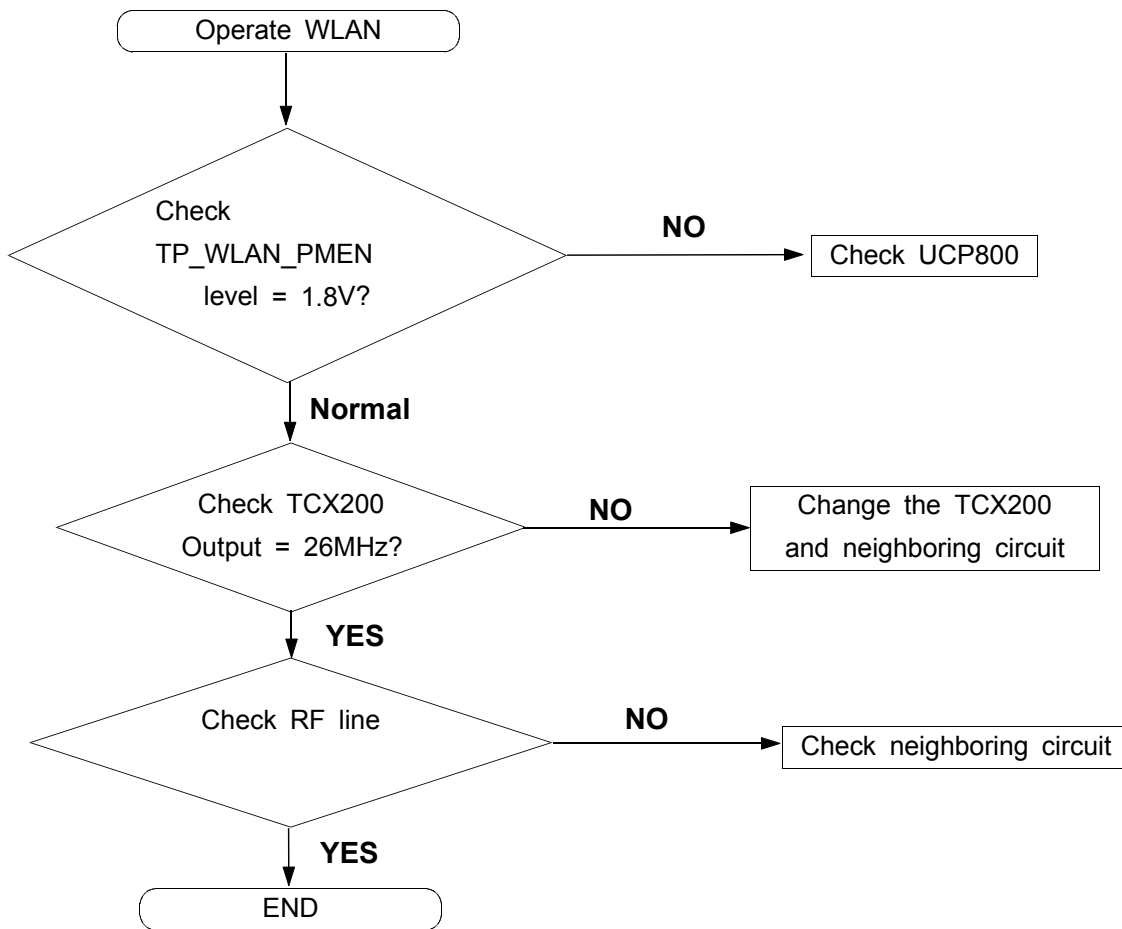 Operate WLAN
Check
TP_WLAN_PMEN
level = 1.8V?
NO
Check UCP800
Normal
Check TCX200
Output = 26MHz?
NO
Change the TCX200
and neighboring circuit
YES
Check RF line
NO
Check neighboring circuit
YES
END